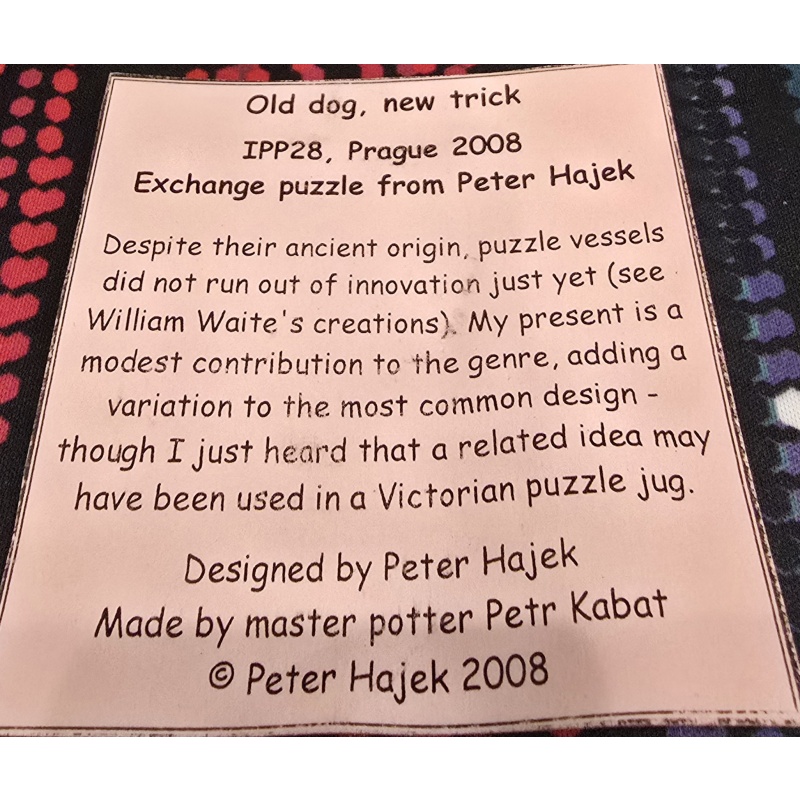 Old dog, new trick
IPP28, Prague 2008
Exchange puzzle from Peter Hajek
Despite their ancient origin, puzzle vessels
did not run out of innovation just yet (see
William Waite's creations). My present is a
modest contribution to the genre, adding a
variation to the most common design -
though I just heard that a related idea may
have been used in a Victorian puzzle jug.
Designed by Peter Hajek
Made by master potter Petr Kabat
© Peter Hajek 2008